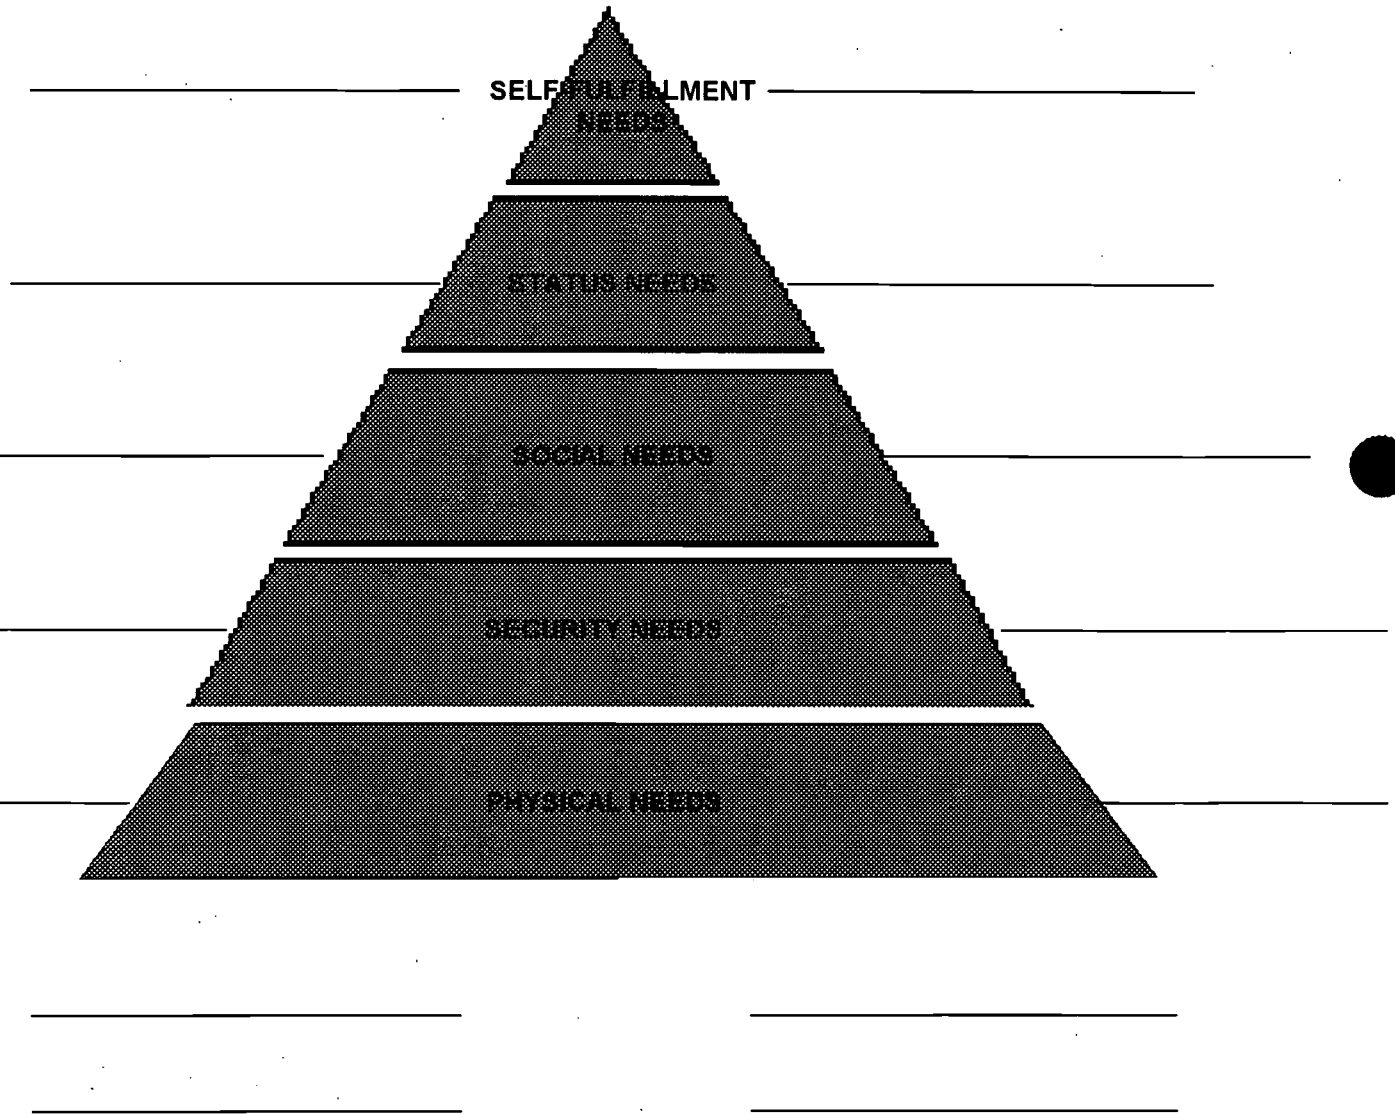 SELF-FULFILLMENT
NEEDS
STATUS NEEDS
SOCIAL NEEDS
SECURITY NEEDS
PHYSICAL NEEDS